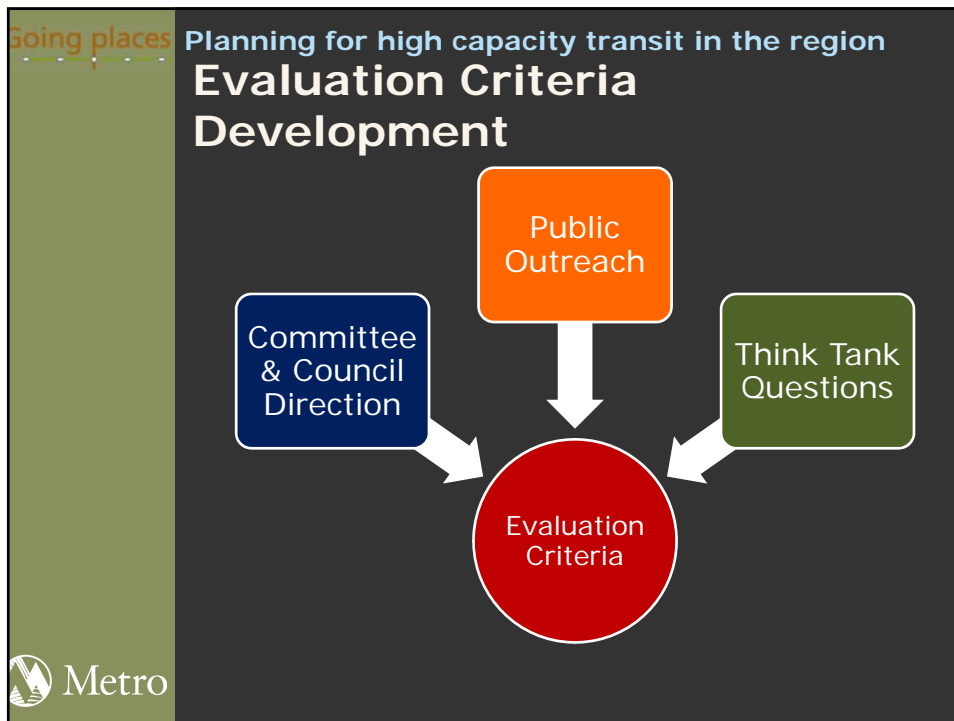 Going places
Planning for high capacity transit in the region
Evaluation Criteria
Development
Public
Outreach
Committee
& Council
Direction
Think Tank
Questions
Evaluation
Criteria
Metro